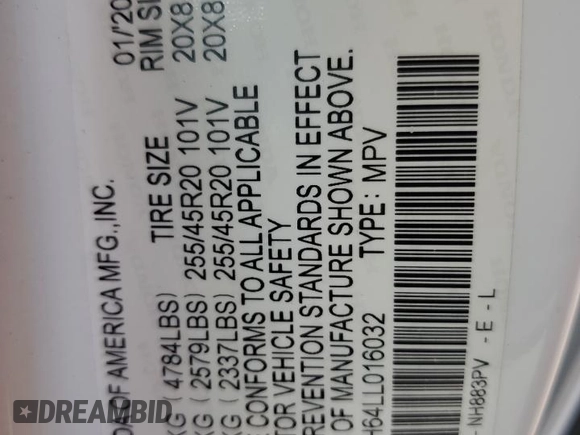 DA OF AMERICA MFG.,INC. 01/20
TIRE SIZE RIM SI
KG ( 4784LBS)
KG ( 2579LBS) 255/45R20 101V 20X8
KG ( 2337LBS) 255/45R20 101V 20X8
CONFORMS TO ALL APPLICABLE
TOR VEHICLE SAFETY
REVENTION STANDARDS IN EFFECT
OF MANUFACTURE SHOWN ABOVE.
H64LL016032 TYPE: MPV
NH883PV - E - L
DREAMBID